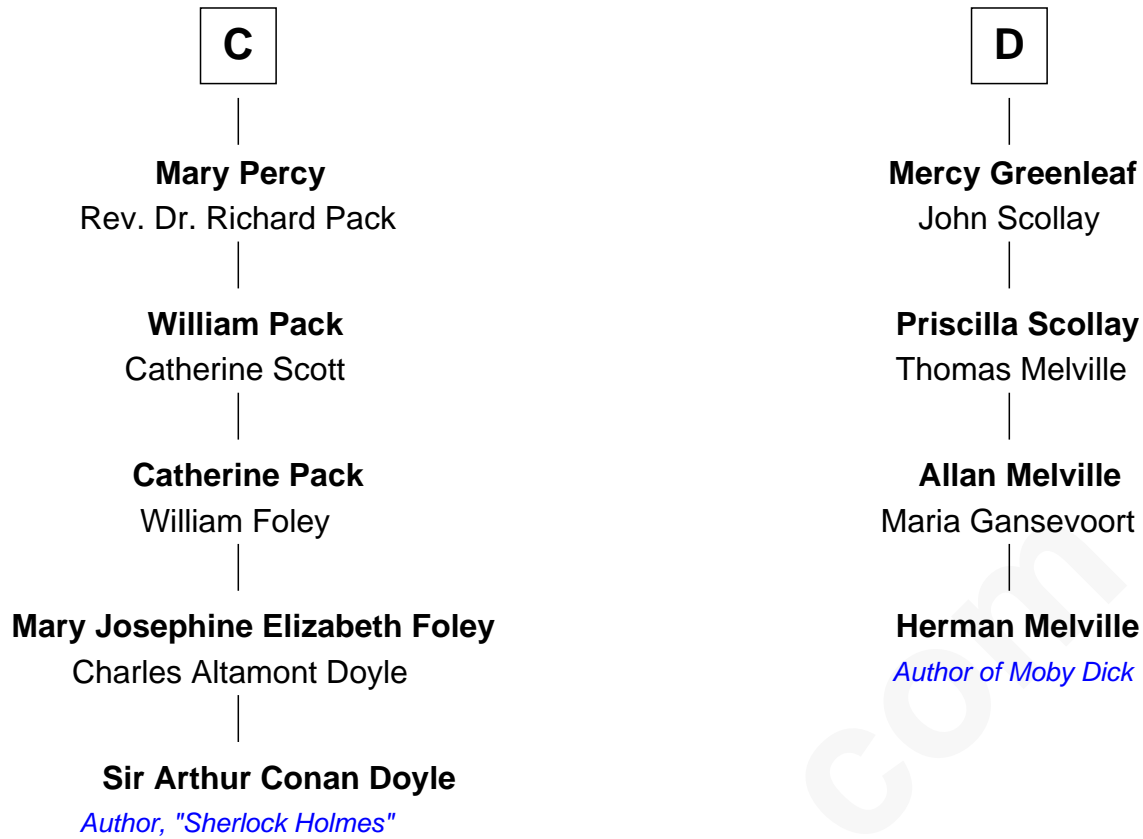 C
Mary Percy
Rev. Dr. Richard Pack
William Pack
Catherine Scott
Catherine Pack
William Foley
Mary Josephine Elizabeth Foley
Charles Altamont Doyle
Sir Arthur Conan Doyle
Author, "Sherlock Holmes"
D
Mercy Greenleaf
John Scollay
Priscilla Scollay
Thomas Melville
Allan Melville
Maria Gansevoort
Herman Melville
Author of Moby Dick
com